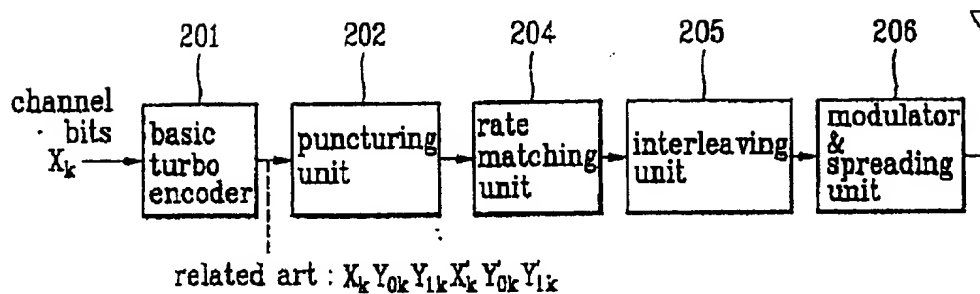 201
202
204
205
206
channel
bits
X_k
basic
turbo
encoder
puncturing
unit
rate
matching
unit
interleaving
unit
modulator
&
spreading
unit
related art : X_k Y_0k Y_1k X'_k Y'_0k Y'_1k